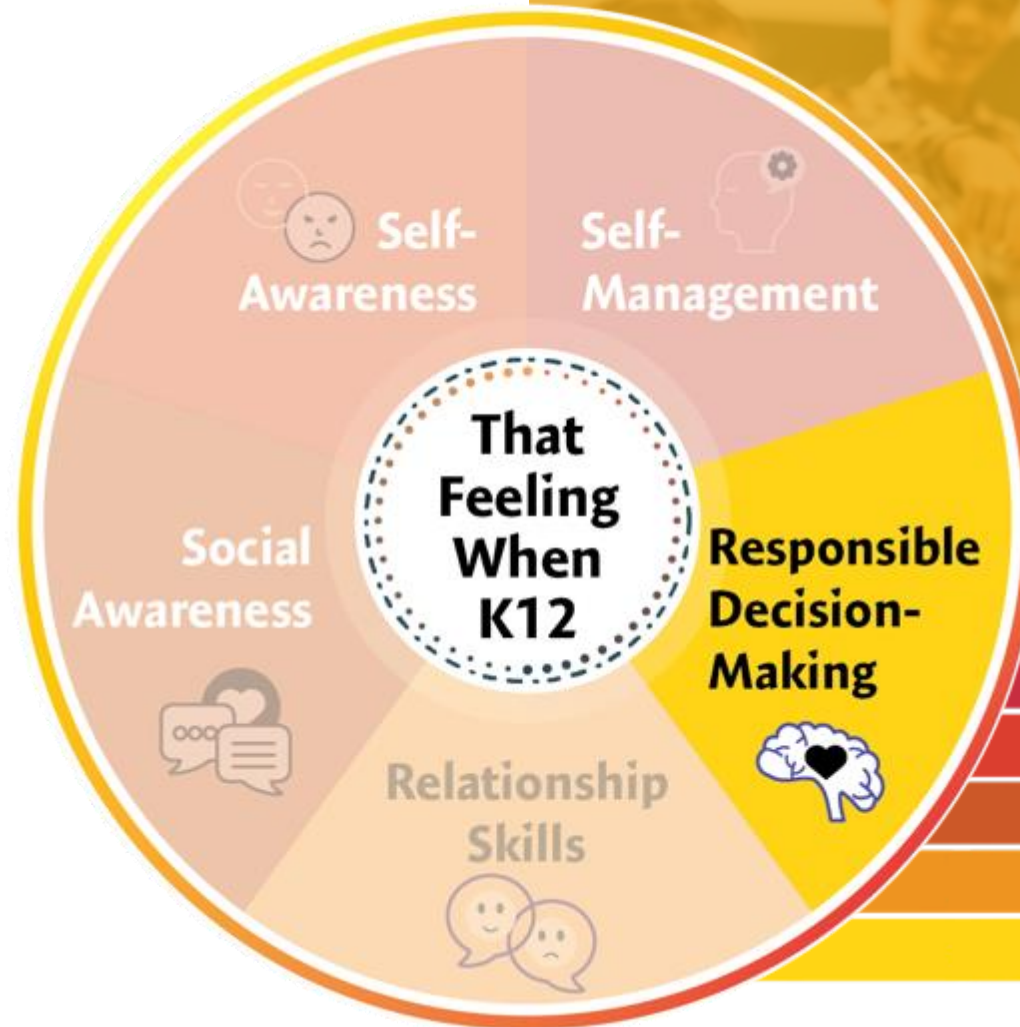 Self-
Awareness
Self-
Management
That
Feeling
When
K12
Social
Awareness
Responsible
Decision-
Making
Relationship
Skills